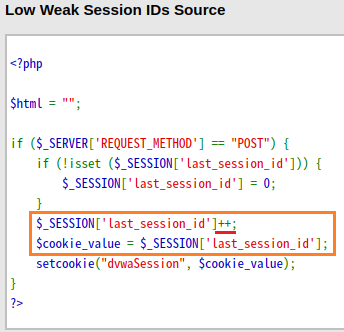 Low Weak Session IDs Source
<?php
$html = "";
if ($_SERVER['REQUEST_METHOD'] == "POST") {
if (!isset ($_SESSION['last_session_id'])) {
$_SESSION['last_session_id'] = 0;
}
$_SESSION['last_session_id']++;
$cookie_value = $_SESSION['last_session_id'];
setcookie("dvwaSession", $cookie_value);
}
?>